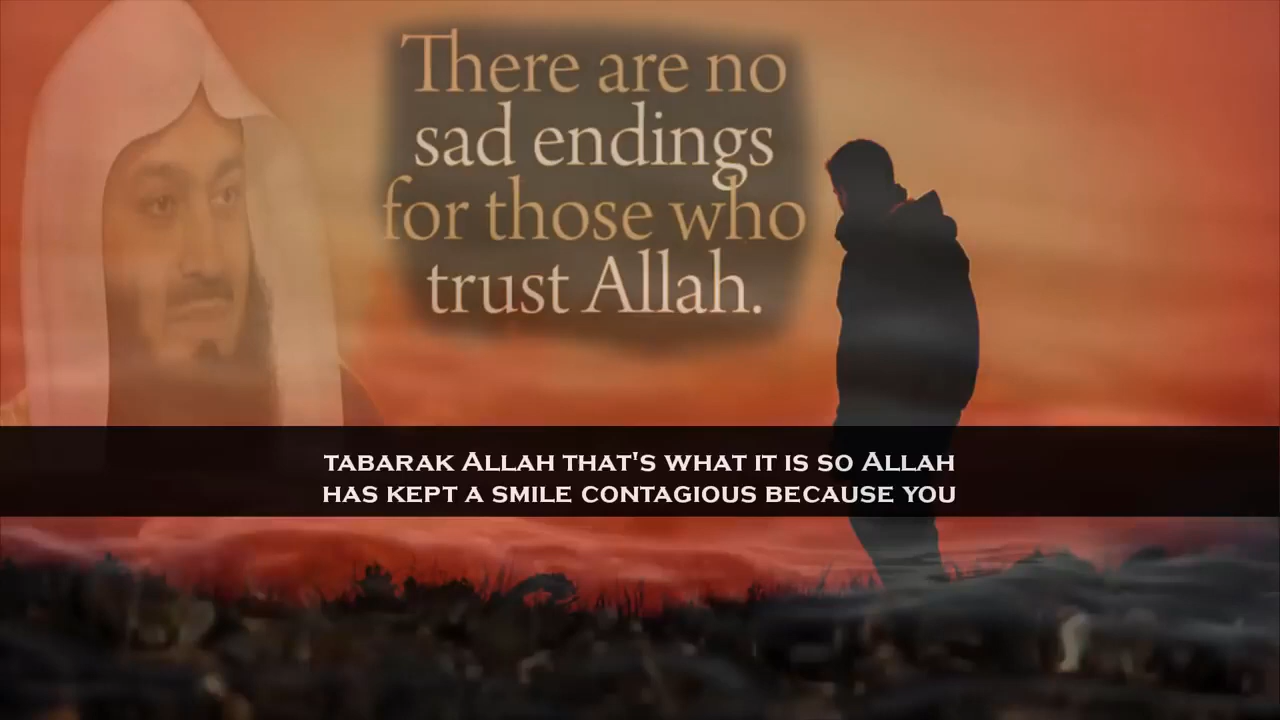 There are no
sad endings
for those who
trust Allah.
TABARAK ALLAH THAT'S WHAT IT IS SO ALLAH
HAS KEPT A SMILE CONTAGIOUS BECAUSE YOU